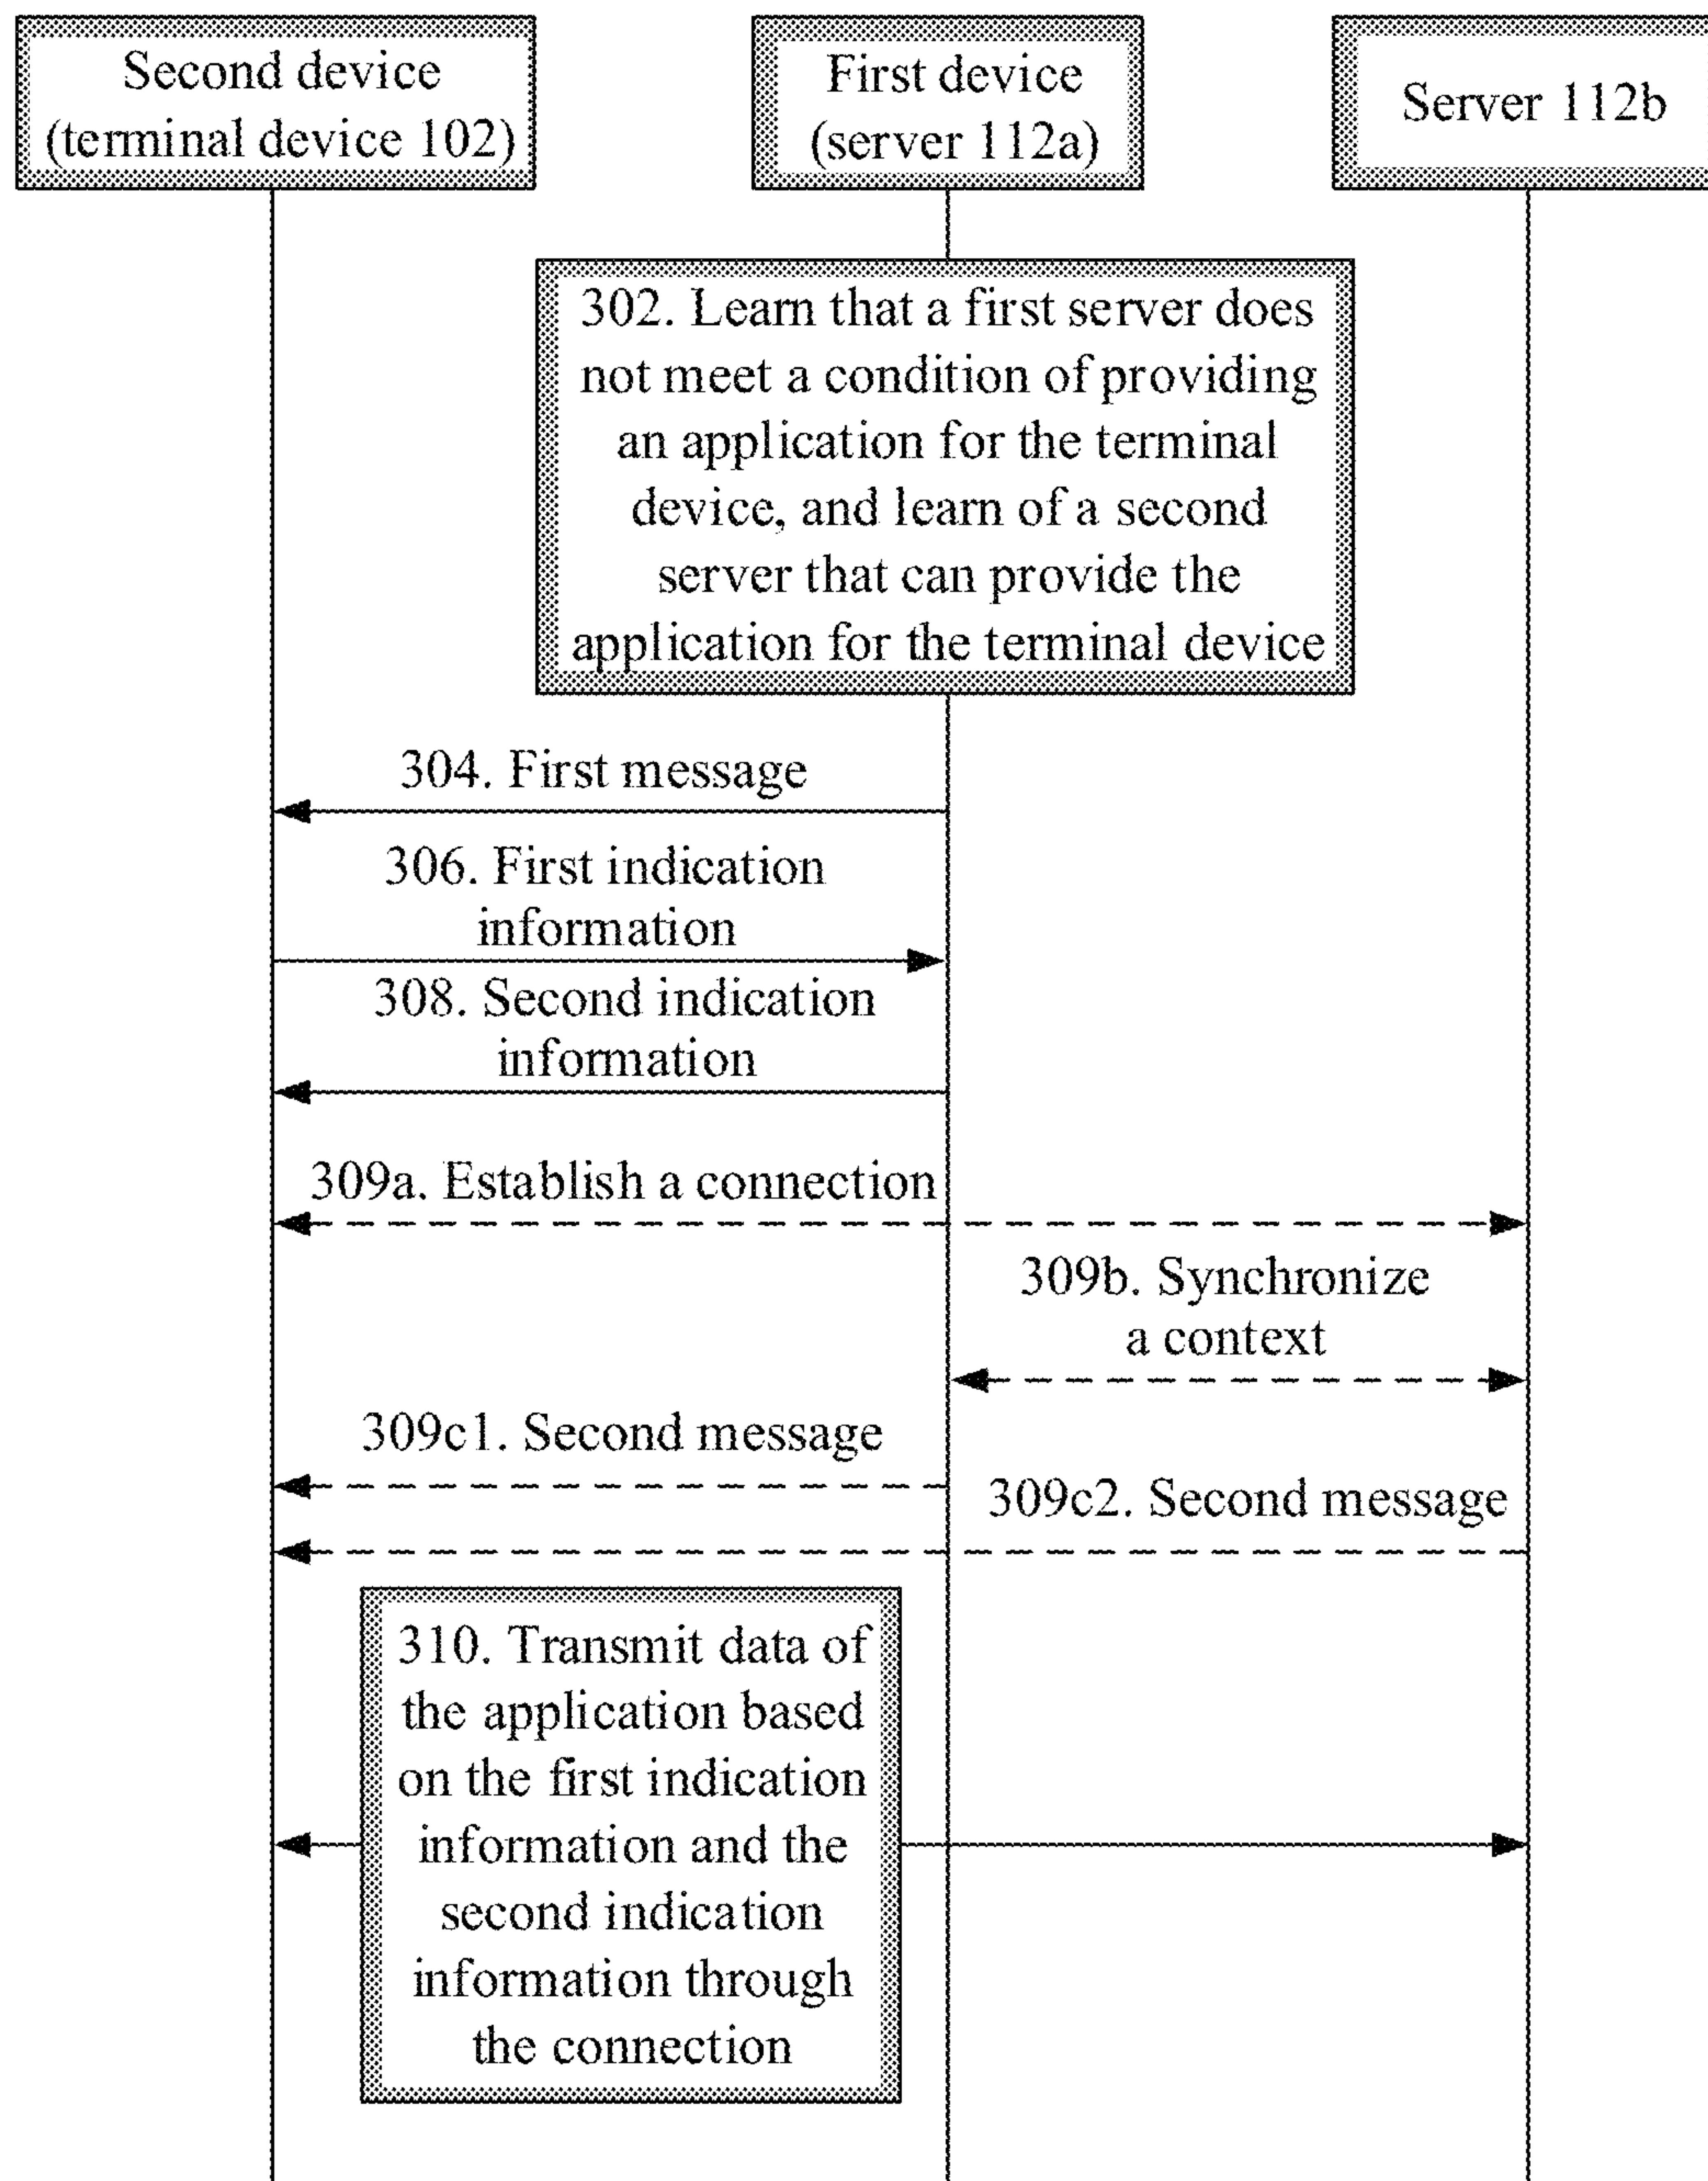 Second device
(terminal device 102)
First device
(server 112a)
Server 112b
302. Learn that a first server does
not meet a condition of providing
an application for the terminal
device, and learn of a second
server that can provide the
application for the terminal device
304. First message
306. First indication
information
308. Second indication
information
309a. Establish a connection
309b. Synchronize
a context
309c1. Second message
309c2. Second message
310. Transmit data of
the application based
on the first indication
information and the
second indication
information through
the connection